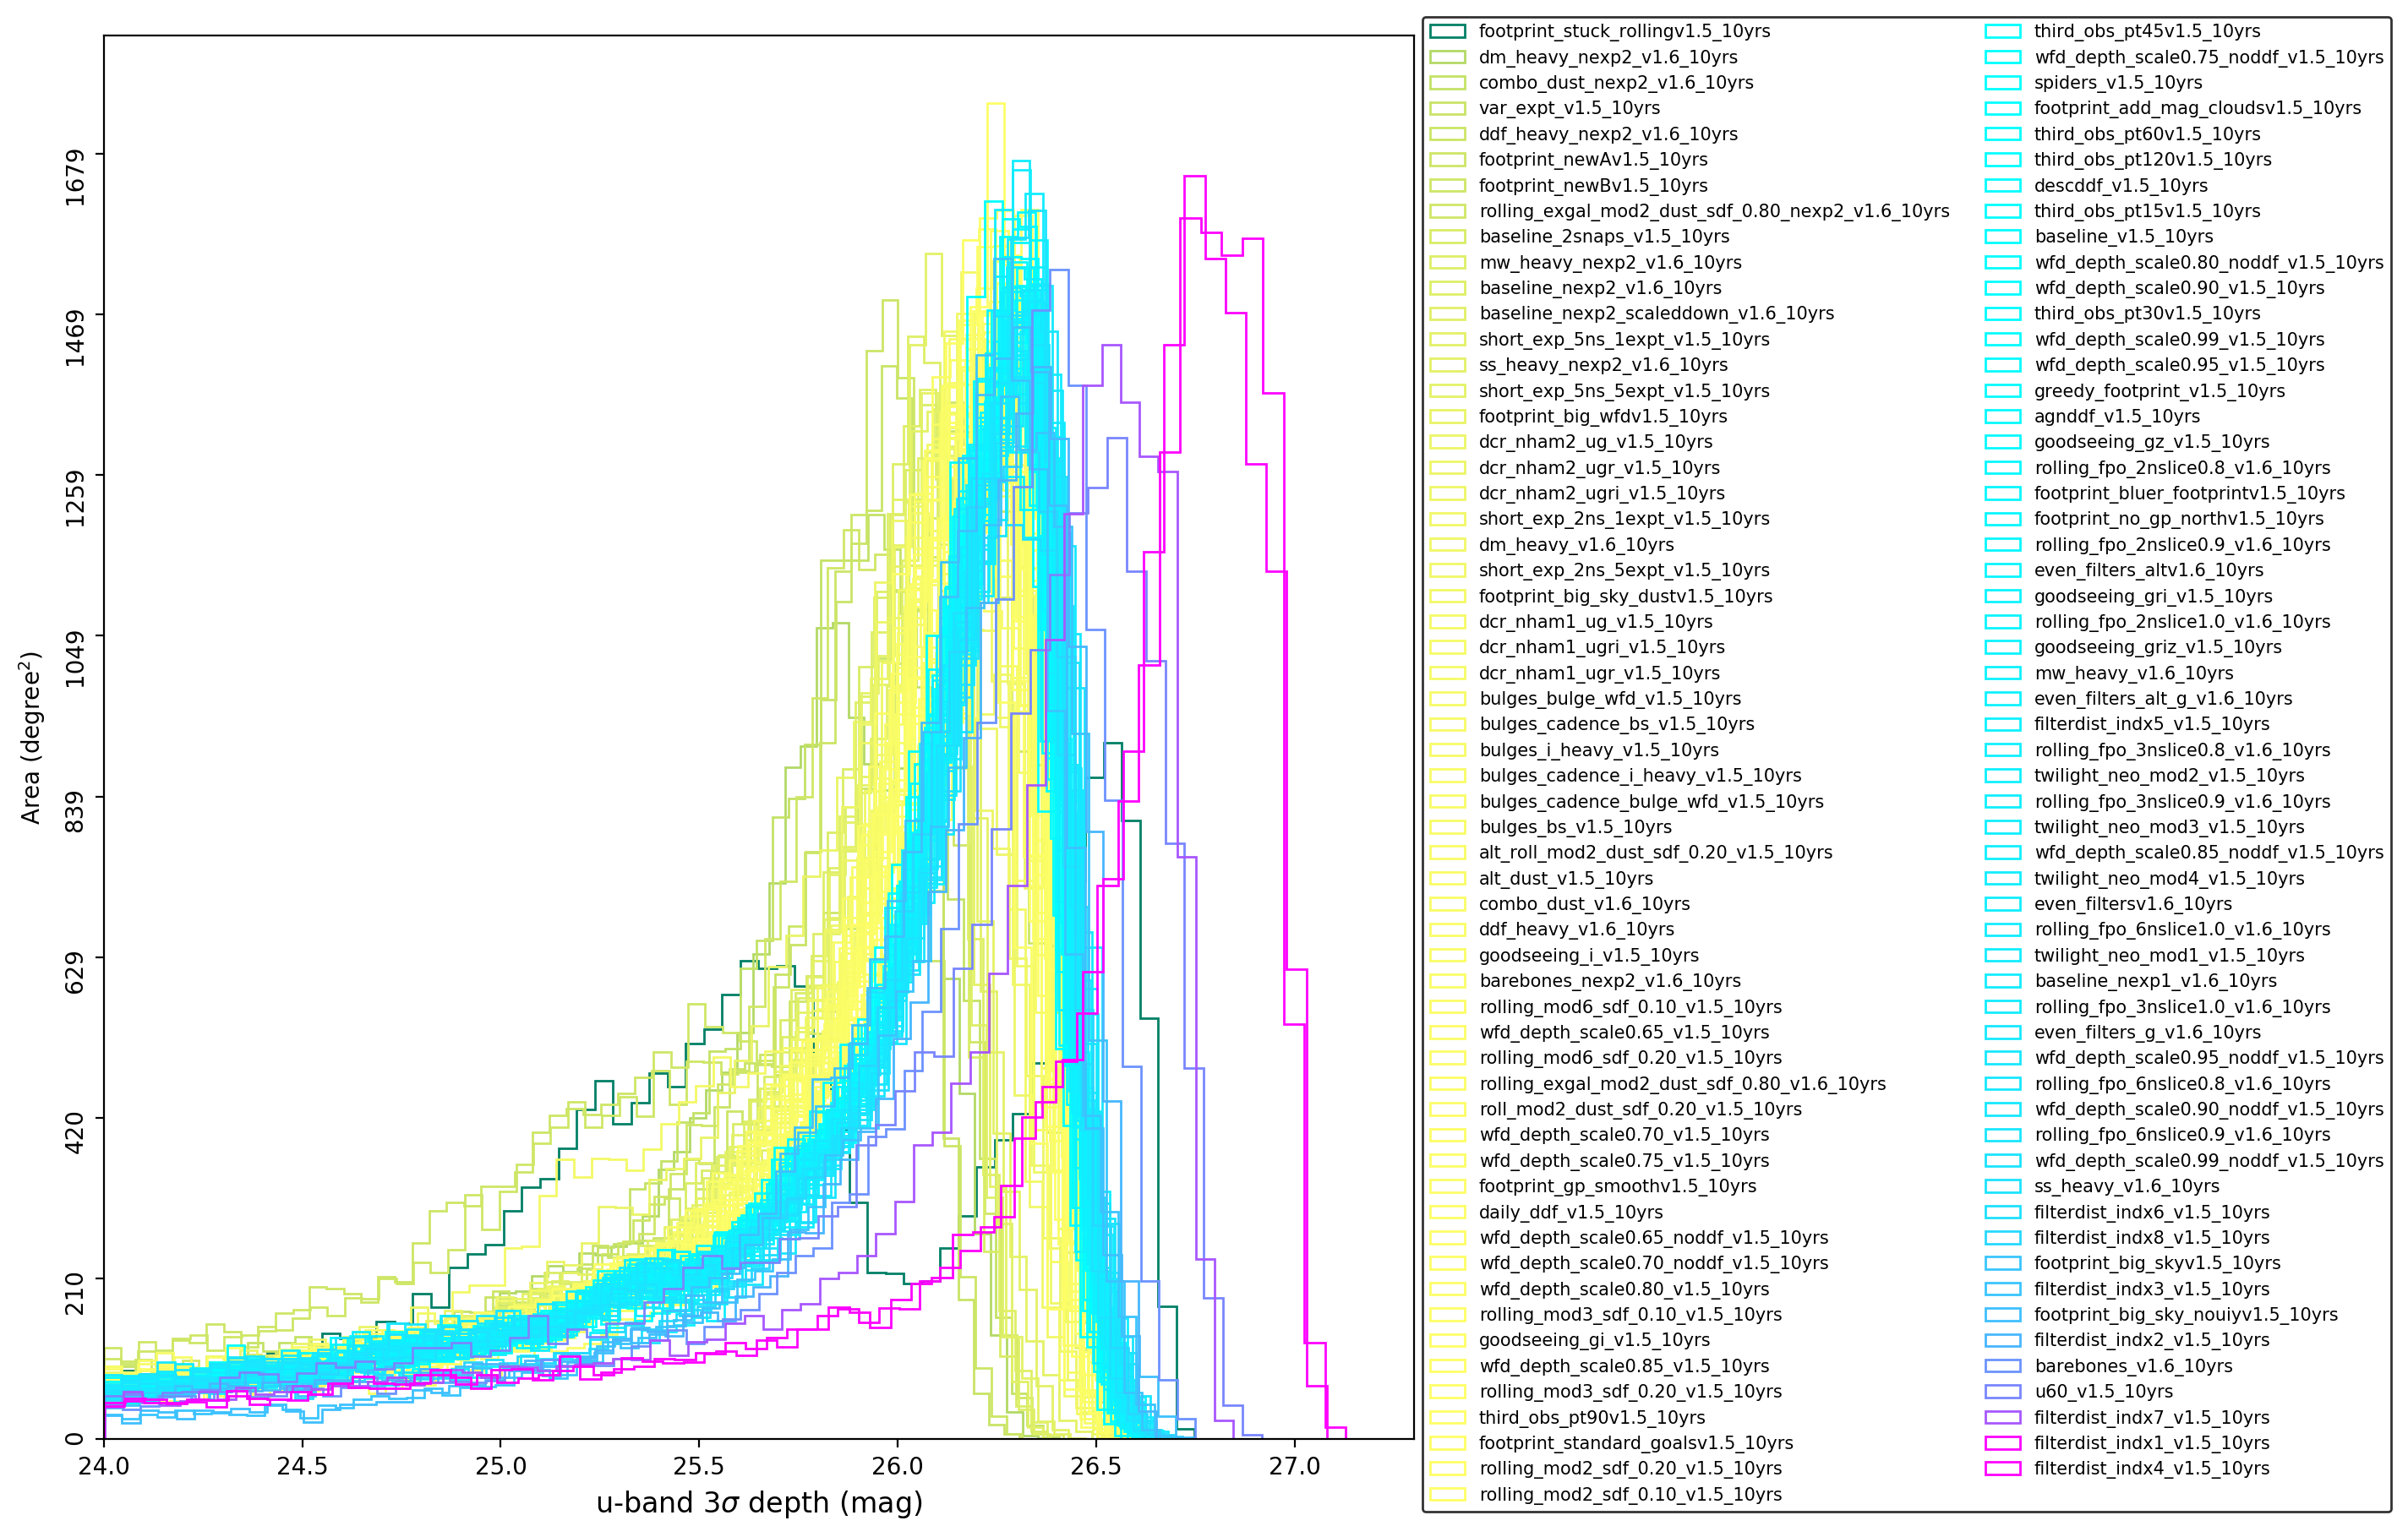 1679
1469
1259
1049
839
629
420
210
0
Area (degree²)
24.0
24.5
25.0
25.5
26.0
26.5
27.0
u-band 3σ depth (mag)
footprint_stuck_rollingv1.5_10yrs
dm_heavy_nexp2_v1.6_10yrs
combo_dust_nexp2_v1.6_10yrs
var_expt_v1.5_10yrs
ddf_heavy_nexp2_v1.6_10yrs
footprint_newAv1.5_10yrs
footprint_newBv1.5_10yrs
rolling_exgal_mod2_dust_sdf_0.80_nexp2_v1.6_10yrs
baseline_2snaps_v1.5_10yrs
mw_heavy_nexp2_v1.6_10yrs
baseline_nexp2_v1.6_10yrs
baseline_nexp2_scaleddown_v1.6_10yrs
short_exp_5ns_1expt_v1.5_10yrs
ss_heavy_nexp2_v1.6_10yrs
short_exp_5ns_5expt_v1.5_10yrs
footprint_big_wfdv1.5_10yrs
dcr_nham2_ug_v1.5_10yrs
dcr_nham2_ugr_v1.5_10yrs
dcr_nham2_ugri_v1.5_10yrs
short_exp_2ns_1expt_v1.5_10yrs
dm_heavy_v1.6_10yrs
short_exp_2ns_5expt_v1.5_10yrs
footprint_big_sky_dustv1.5_10yrs
dcr_nham1_ug_v1.5_10yrs
dcr_nham1_ugri_v1.5_10yrs
dcr_nham1_ugr_v1.5_10yrs
bulges_bulge_wfd_v1.5_10yrs
bulges_cadence_bs_v1.5_10yrs
bulges_i_heavy_v1.5_10yrs
bulges_cadence_i_heavy_v1.5_10yrs
bulges_cadence_bulge_wfd_v1.5_10yrs
bulges_bs_v1.5_10yrs
alt_roll_mod2_dust_sdf_0.20_v1.5_10yrs
alt_dust_v1.5_10yrs
combo_dust_v1.6_10yrs
ddf_heavy_v1.6_10yrs
goodseeing_i_v1.5_10yrs
barebones_nexp2_v1.6_10yrs
rolling_mod6_sdf_0.10_v1.5_10yrs
wfd_depth_scale0.65_v1.5_10yrs
rolling_mod6_sdf_0.20_v1.5_10yrs
rolling_exgal_mod2_dust_sdf_0.80_v1.6_10yrs
roll_mod2_dust_sdf_0.20_v1.5_10yrs
wfd_depth_scale0.70_v1.5_10yrs
wfd_depth_scale0.75_v1.5_10yrs
footprint_gp_smoothv1.5_10yrs
daily_ddf_v1.5_10yrs
wfd_depth_scale0.65_noddf_v1.5_10yrs
wfd_depth_scale0.70_noddf_v1.5_10yrs
wfd_depth_scale0.80_v1.5_10yrs
rolling_mod3_sdf_0.10_v1.5_10yrs
goodseeing_gi_v1.5_10yrs
wfd_depth_scale0.85_v1.5_10yrs
rolling_mod3_sdf_0.20_v1.5_10yrs
third_obs_pt90v1.5_10yrs
footprint_standard_goalsv1.5_10yrs
rolling_mod2_sdf_0.20_v1.5_10yrs
rolling_mod2_sdf_0.10_v1.5_10yrs
third_obs_pt45v1.5_10yrs
wfd_depth_scale0.75_noddf_v1.5_10yrs
spiders_v1.5_10yrs
footprint_add_mag_cloudsv1.5_10yrs
third_obs_pt60v1.5_10yrs
third_obs_pt120v1.5_10yrs
descddf_v1.5_10yrs
third_obs_pt15v1.5_10yrs
baseline_v1.5_10yrs
wfd_depth_scale0.80_noddf_v1.5_10yrs
wfd_depth_scale0.90_v1.5_10yrs
third_obs_pt30v1.5_10yrs
wfd_depth_scale0.99_v1.5_10yrs
wfd_depth_scale0.95_v1.5_10yrs
greedy_footprint_v1.5_10yrs
agnddf_v1.5_10yrs
goodseeing_gz_v1.5_10yrs
rolling_fpo_2nslice0.8_v1.6_10yrs
footprint_bluer_footprintv1.5_10yrs
footprint_no_gp_northv1.5_10yrs
rolling_fpo_2nslice0.9_v1.6_10yrs
even_filters_altv1.6_10yrs
goodseeing_gri_v1.5_10yrs
rolling_fpo_2nslice1.0_v1.6_10yrs
goodseeing_griz_v1.5_10yrs
mw_heavy_v1.6_10yrs
even_filters_alt_g_v1.6_10yrs
filterdist_indx5_v1.5_10yrs
rolling_fpo_3nslice0.8_v1.6_10yrs
twilight_neo_mod2_v1.5_10yrs
rolling_fpo_3nslice0.9_v1.6_10yrs
twilight_neo_mod3_v1.5_10yrs
wfd_depth_scale0.85_noddf_v1.5_10yrs
twilight_neo_mod4_v1.5_10yrs
even_filtersv1.6_10yrs
rolling_fpo_6nslice1.0_v1.6_10yrs
twilight_neo_mod1_v1.5_10yrs
baseline_nexp1_v1.6_10yrs
rolling_fpo_3nslice1.0_v1.6_10yrs
even_filters_g_v1.6_10yrs
wfd_depth_scale0.95_noddf_v1.5_10yrs
rolling_fpo_6nslice0.8_v1.6_10yrs
wfd_depth_scale0.90_noddf_v1.5_10yrs
rolling_fpo_6nslice0.9_v1.6_10yrs
wfd_depth_scale0.99_noddf_v1.5_10yrs
ss_heavy_v1.6_10yrs
filterdist_indx6_v1.5_10yrs
filterdist_indx8_v1.5_10yrs
footprint_big_skyv1.5_10yrs
filterdist_indx3_v1.5_10yrs
footprint_big_sky_nouiyv1.5_10yrs
filterdist_indx2_v1.5_10yrs
barebones_v1.6_10yrs
u60_v1.5_10yrs
filterdist_indx7_v1.5_10yrs
filterdist_indx1_v1.5_10yrs
filterdist_indx4_v1.5_10yrs